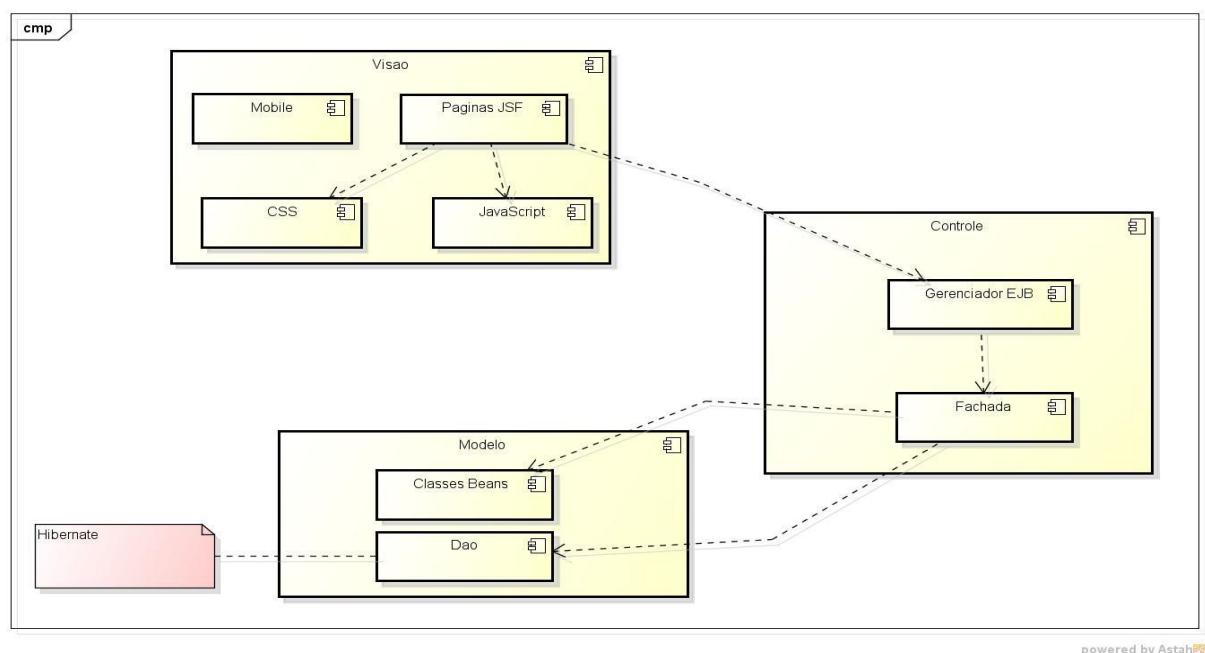 cmp
Visao
Mobile
Paginas JSF
CSS
JavaScript
Controle
Gerenciador EJB
Fachada
Modelo
Classes Beans
Dao
Hibernate
powered by Astah